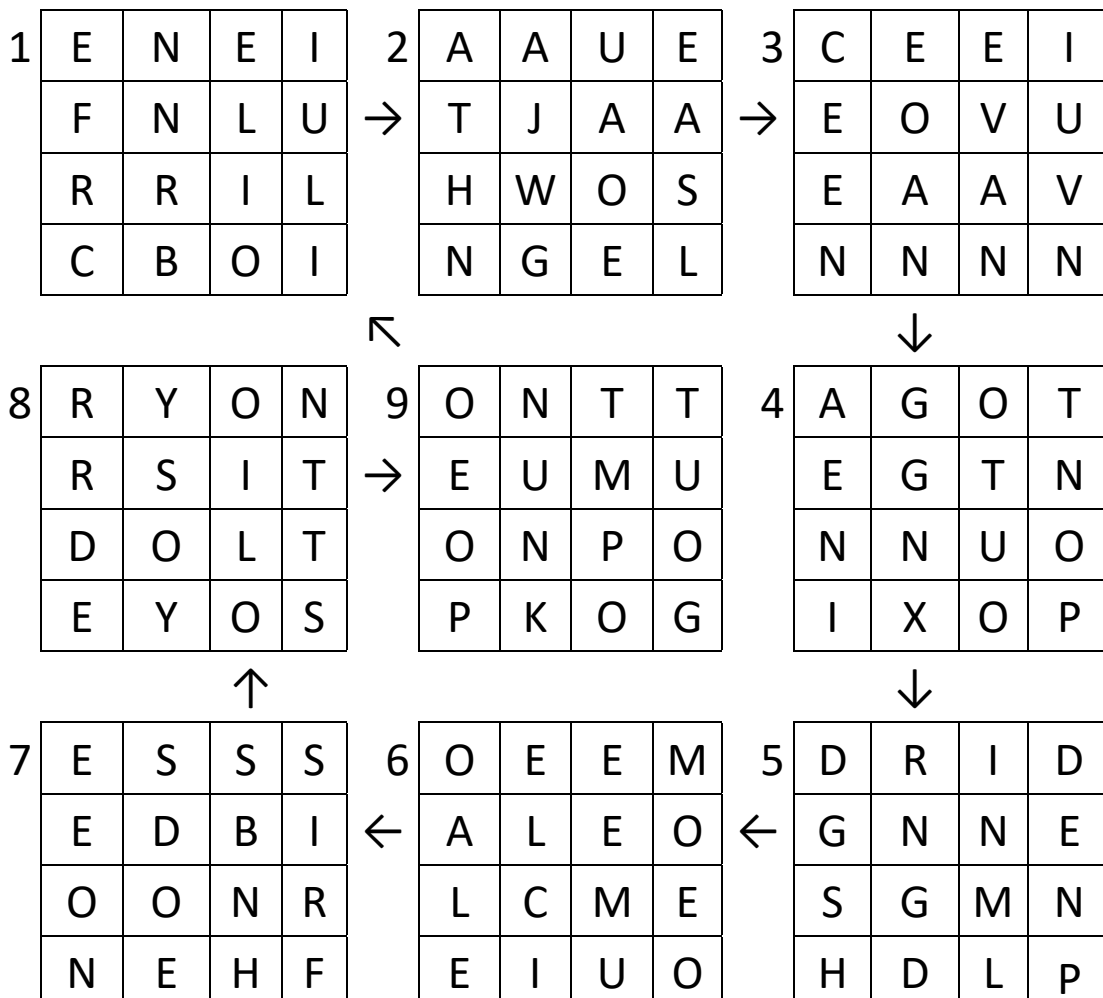 1 E N E I 2 A A U E 3 C E E I
F N L U → T J A A → E O V U
R R I L H W O S E A A V
C B O I N G E L N N N N
↖ ↓
8 R Y O N 9 O N T T 4 A G O T
R S I T → E U M U E G T N
D O L T O N P O N N U O
E Y O S P K O G I X O P
↑ ↓
7 E S S S 6 O E E M 5 D R I D
E D B I ← A L E O ← G N N E
O O N R L C M E S G M N
N E H F E I U O H D L P